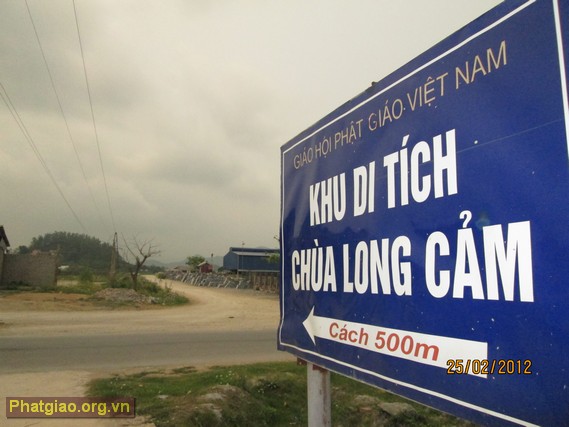 GIÁO HỘI PHẬT GIÁO VIỆT NAM
KHU DI TÍCH
CHÙA LONG CẢM
Cách 500m
25/02/2012
Phatgiao.org.vn